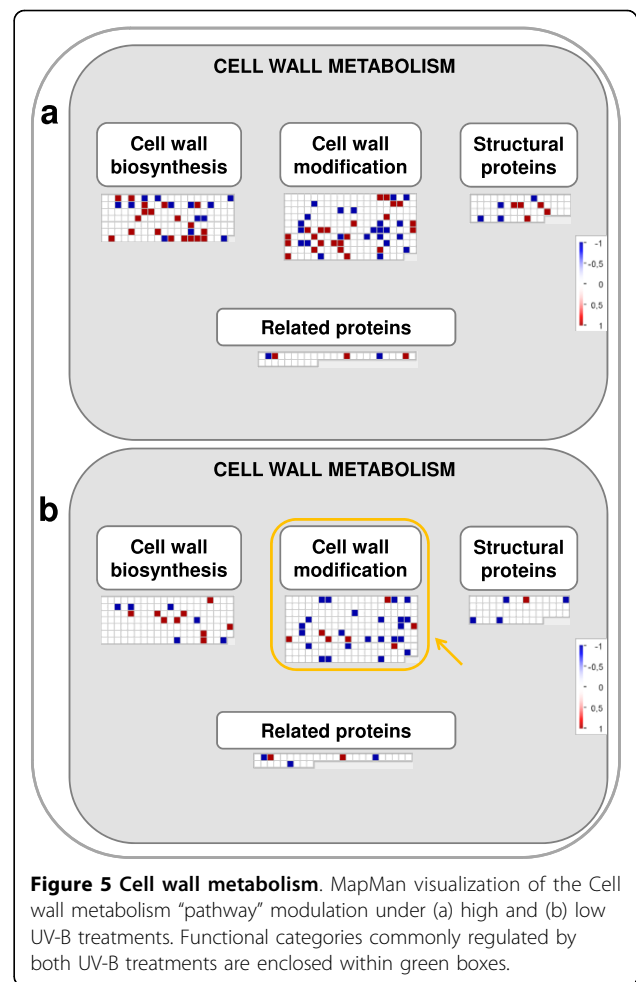 CELL WALL METABOLISM
a
Cell wall biosynthesis
Cell wall modification
Structural proteins
-1
-0,5
0
0,5
1
Related proteins
CELL WALL METABOLISM
b
Cell wall biosynthesis
Cell wall modification
Structural proteins
-1
-0,5
0
0,5
1
Related proteins
Figure 5 Cell wall metabolism. MapMan visualization of the Cell
wall metabolism “pathway” modulation under (a) high and (b) low
UV-B treatments. Functional categories commonly regulated by
both UV-B treatments are enclosed within green boxes.